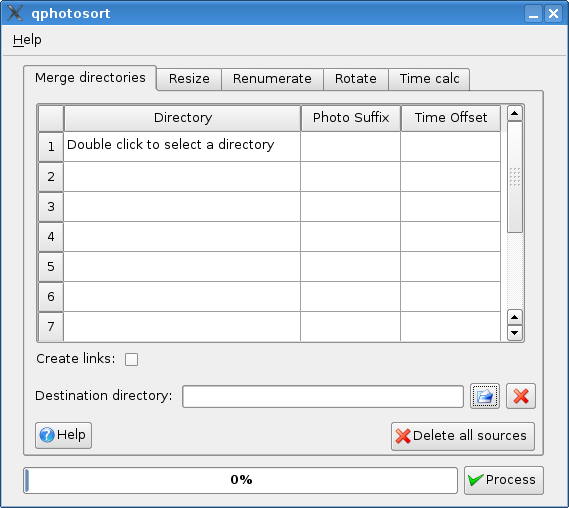 qphotosort
Help
Merge directories Resize Renumerate Rotate Time calc
Directory Photo Suffix Time Offset
1 Double click to select a directory
2
3
4
5
6
7
Create links:
Destination directory:
Help Delete all sources
0% Process